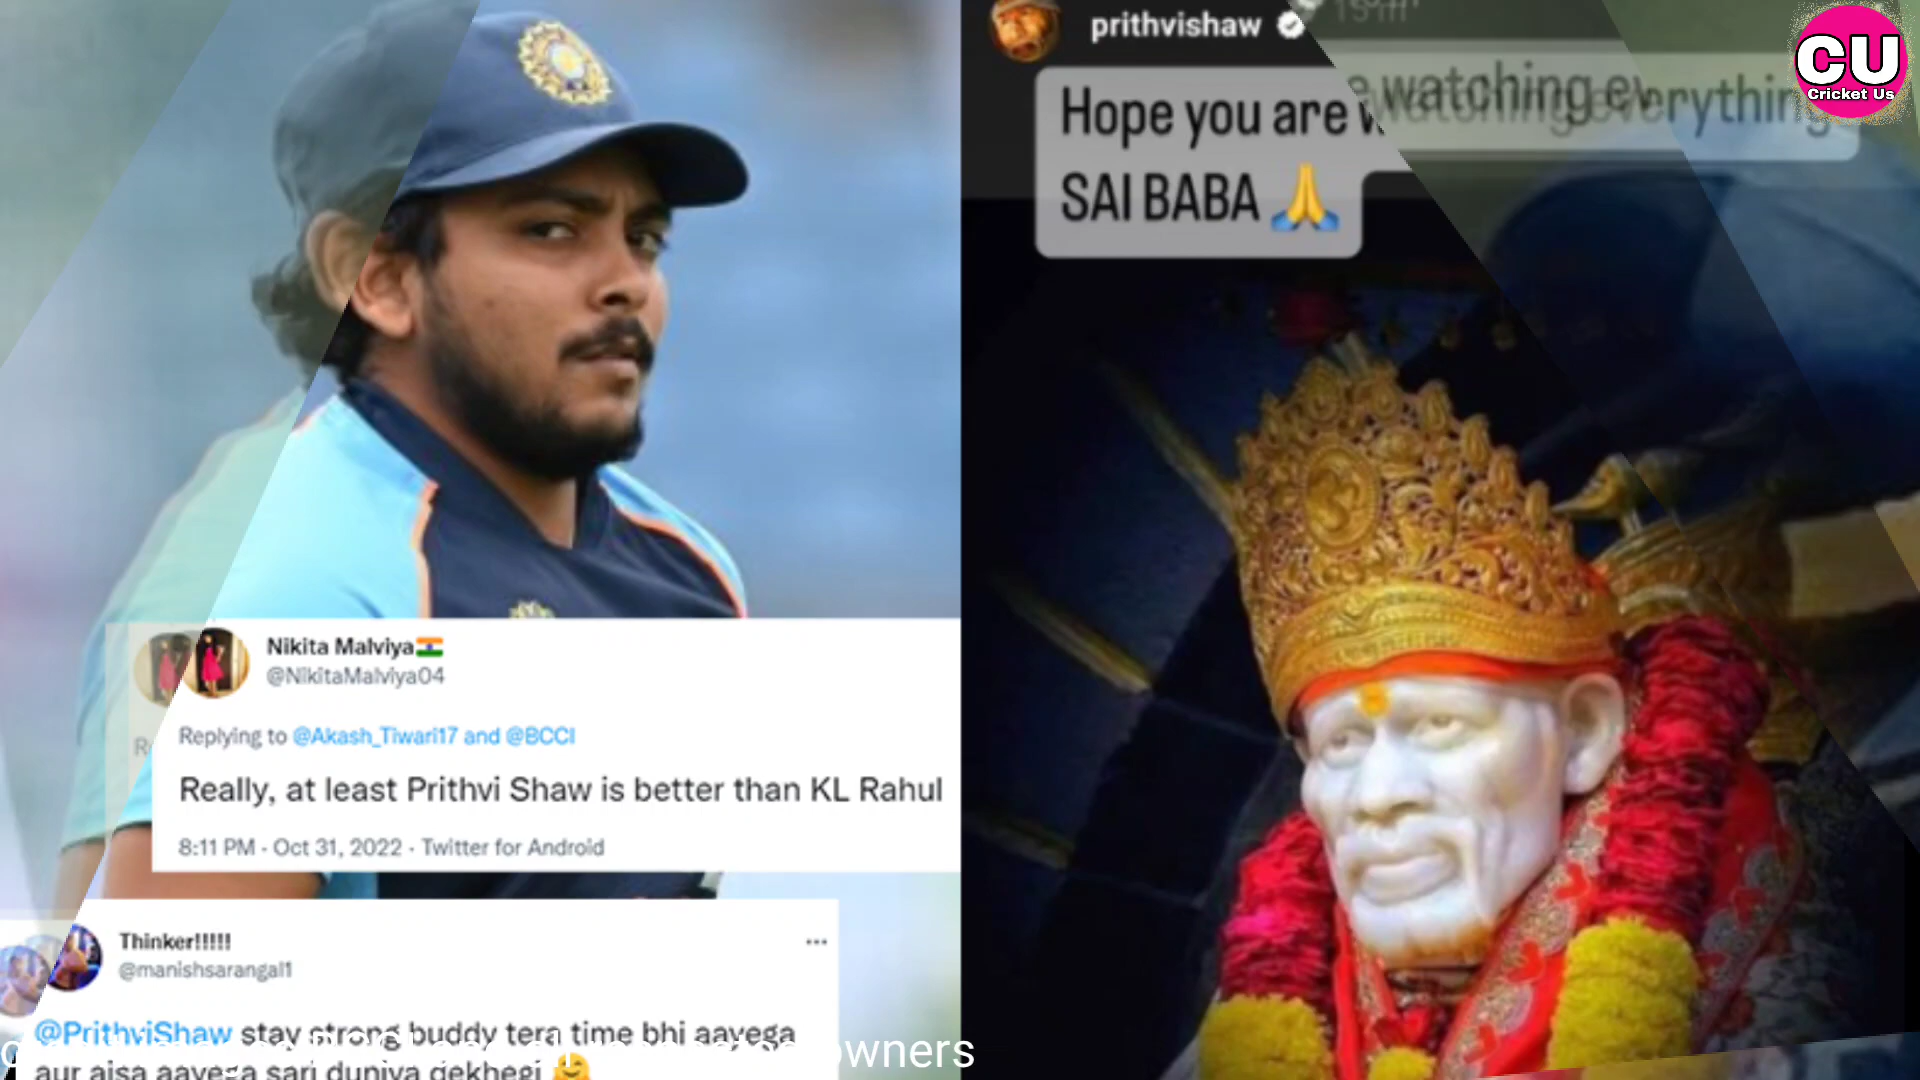 prithvishaw
Hope you are watching everything
SAI BABA 🙏
CU
Cricket Us
Nikita Malviya🇮🇳
@NikitaMalviya04
Replying to @Akash_Tiwari17 and @BCCI
Really, at least Prithvi Shaw is better than KL Rahul
8:11 PM · Oct 31, 2022 · Twitter for Android
Thinker!!!!!
@manishsarangal1
@PrithviShaw stay strong buddy tera time bhi aayega
aur aisa aayega sari duniya dekhegi 🤗
owners